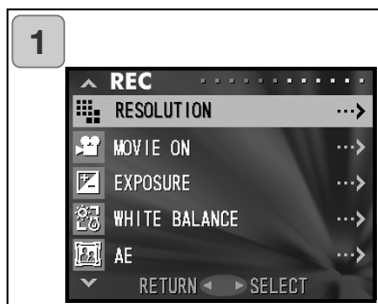 1
REC
RESOLUTION
MOVIE ON
EXPOSURE
WHITE BALANCE
AE
RETURN SELECT